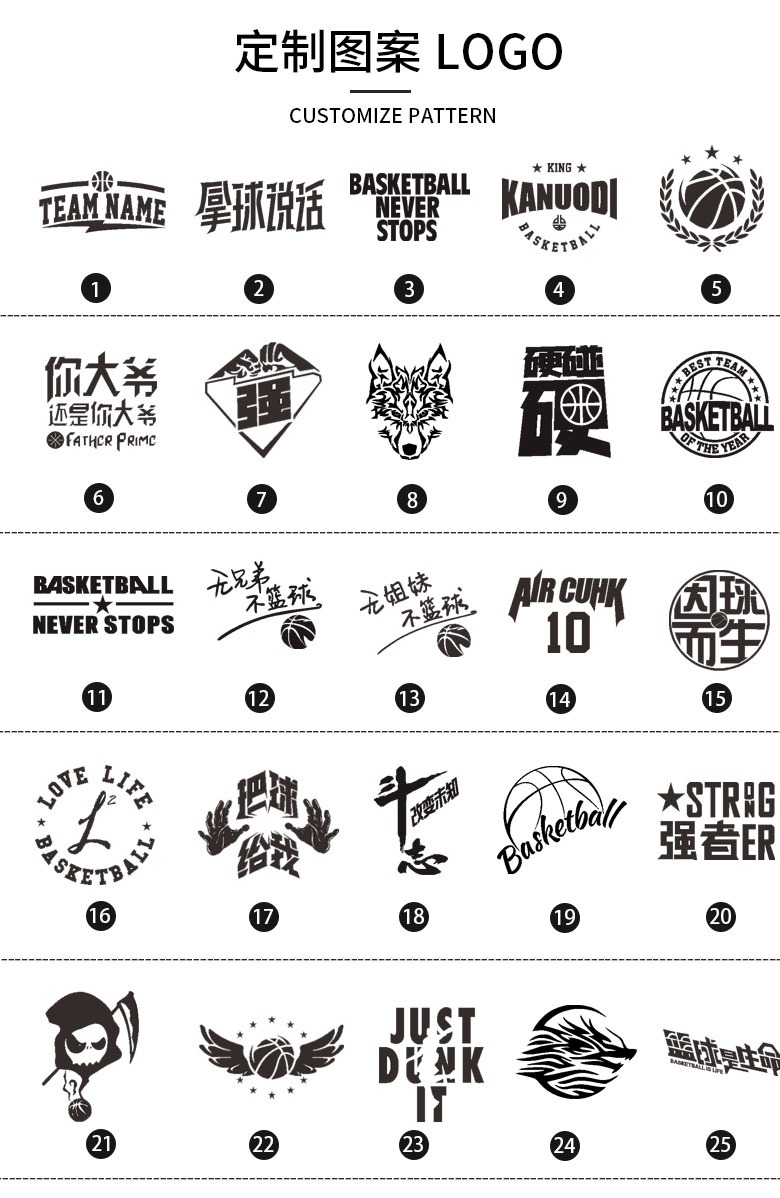 定制图案 LOGO
CUSTOMIZE PATTERN
TEAM NAME
拿球说话
BASKETBALL
NEVER
STOPS
★ KING ★
KANUODI
BASKETBALL
1
2
3
4
5
你大爷
还是你大爷
FATHER PRIME
强
硬碰
硬
BEST TEAM
BASKETBALL
OF THE YEAR
6
7
8
9
10
BASKETBALL
NEVER STOPS
无兄弟
不篮球
无姐妹
不篮球
AIR CUHK
10
因球
而生
11
12
13
14
15
LOVE LIFE
L2
BASKETBALL
把球
给我
斗志
改变未知
Basketball
★STRONG
强者ER
16
17
18
19
20
JUST
DUNK
IT
篮球是生命
BASKETBALL IS LIFE
21
22
23
24
25